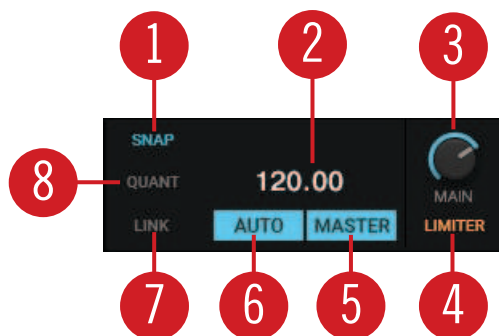 1 2 3
SNAP
8 QUANT 120.00 MAIN
LINK AUTO MASTER LIMITER
7 6 5 4